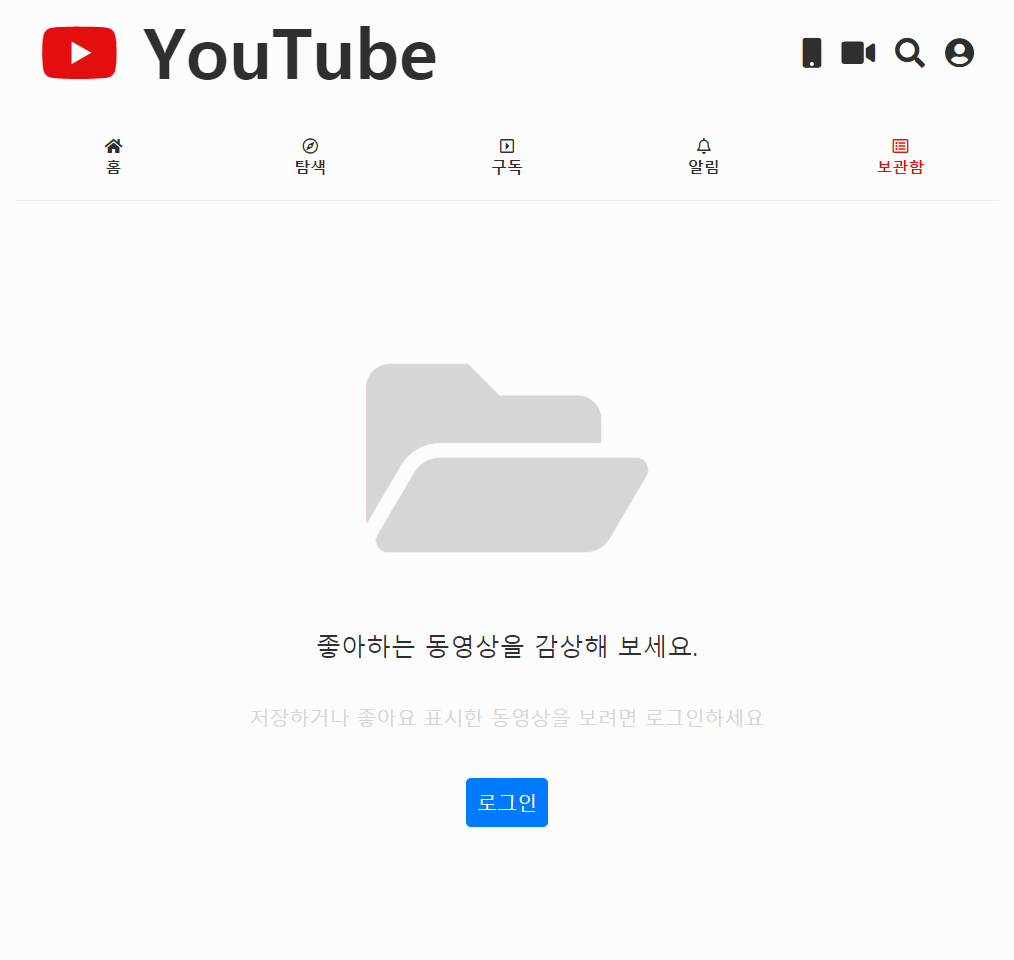 YouTube
홈
탐색
구독
알림
보관함
좋아하는 동영상을 감상해 보세요.
저장하거나 좋아요 표시한 동영상을 보려면 로그인하세요
로그인